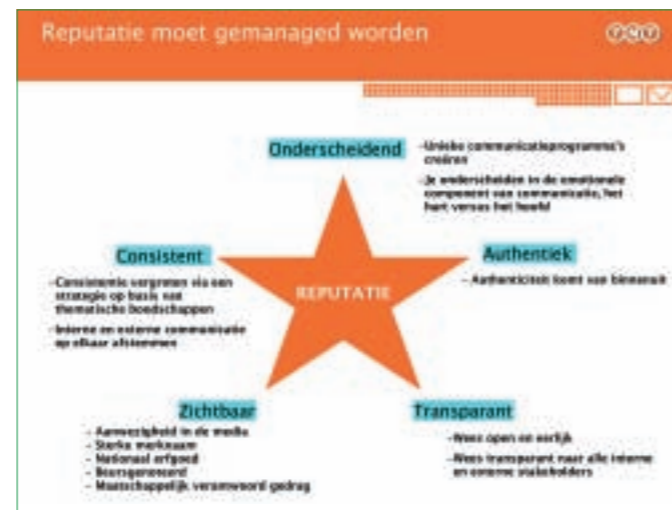 Reputatie moet gemanaged worden
TNT
Onderscheidend
-Unieke communicatieprogramma's
creëren
-Je onderscheiden in de emotionele
component van communicatie, het
hart versus het hoofd
Consistent
-Consistentie vergroten via een
strategie op basis van
thematische boodschappen
-Interne en externe communicatie
op elkaar afstemmen
REPUTATIE
Authentiek
- Authenticiteit komt van binnenuit
Zichtbaar
- Aanwezigheid in de media
- Sterke merknaam
- Nationaal erfgoed
- Beursgenoteerd
- Maatschappelijk verantwoord gedrag
Transparant
-Wees open en eerlijk
-Wees transparant naar alle interne
en externe stakeholders